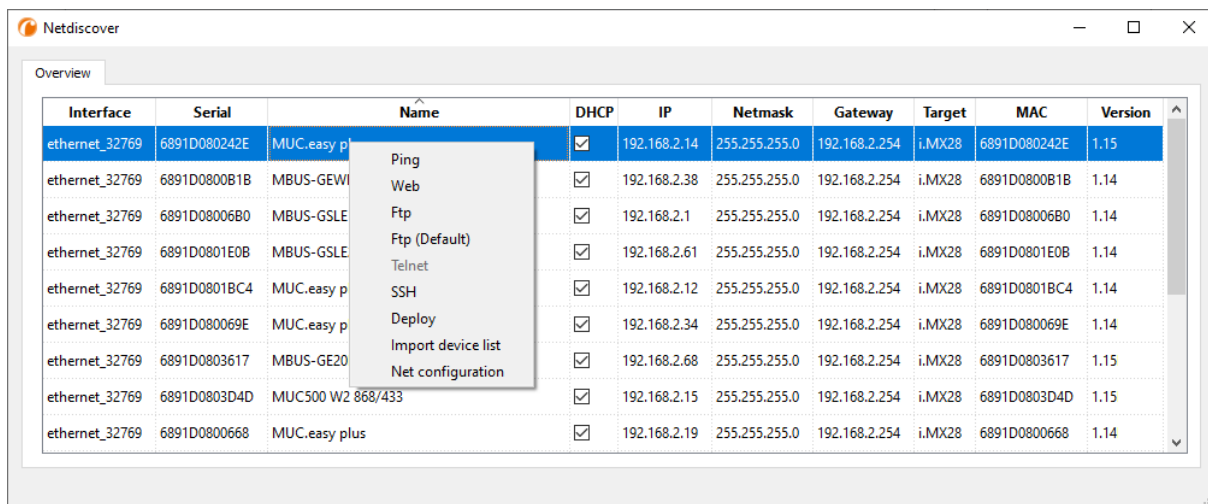 Netdiscover
Overview
Interface Serial Name DHCP IP Netmask Gateway Target MAC Version
ethernet_32769 6891D080242E MUC.easy pl 192.168.2.14 255.255.255.0 192.168.2.254 i.MX28 6891D080242E 1.15
ethernet_32769 6891D0800B1B MBUS-GEW 192.168.2.38 255.255.255.0 192.168.2.254 i.MX28 6891D0800B1B 1.14
ethernet_32769 6891D08006B0 MBUS-GSLE 192.168.2.1 255.255.255.0 192.168.2.254 i.MX28 6891D08006B0 1.14
ethernet_32769 6891D0801E0B MBUS-GSLE 192.168.2.61 255.255.255.0 192.168.2.254 i.MX28 6891D0801E0B 1.14
ethernet_32769 6891D0801BC4 MUC.easy p 192.168.2.12 255.255.255.0 192.168.2.254 i.MX28 6891D0801BC4 1.14
ethernet_32769 6891D080069E MUC.easy p 192.168.2.34 255.255.255.0 192.168.2.254 i.MX28 6891D080069E 1.14
ethernet_32769 6891D0803617 MBUS-GE20 192.168.2.68 255.255.255.0 192.168.2.254 i.MX28 6891D0803617 1.15
ethernet_32769 6891D0803D4D MUC500 W2 868/433 192.168.2.15 255.255.255.0 192.168.2.254 i.MX28 6891D0803D4D 1.15
ethernet_32769 6891D0800668 MUC.easy plus 192.168.2.19 255.255.255.0 192.168.2.254 i.MX28 6891D0800668 1.14
Ping
Web
Ftp
Ftp (Default)
Telnet
SSH
Deploy
Import device list
Net configuration